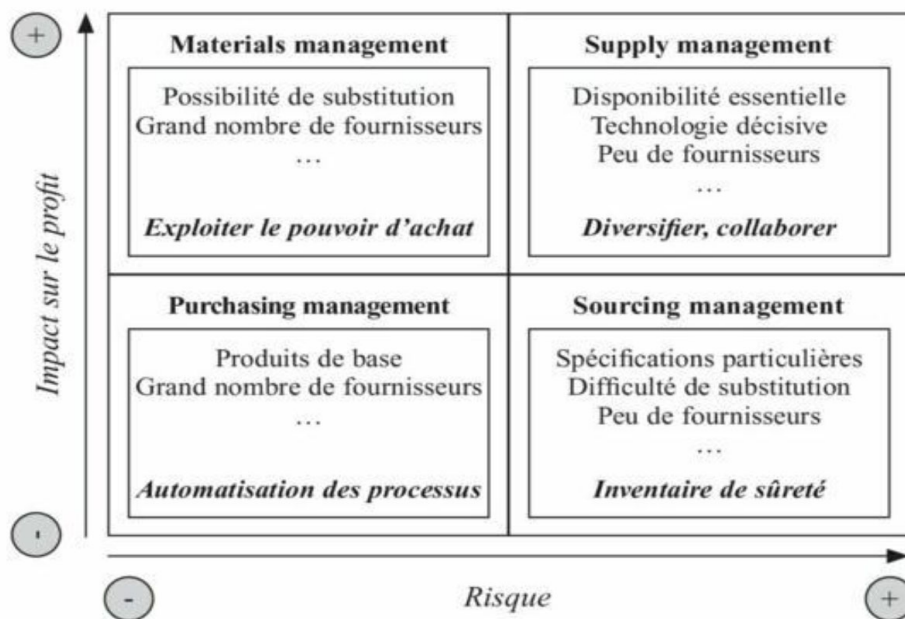 +
Impact sur le profit
Materials management
Possibilité de substitution
Grand nombre de fournisseurs
…
Exploiter le pouvoir d’achat
Supply management
Disponibilité essentielle
Technologie décisive
Peu de fournisseurs
…
Diversifier, collaborer
Purchasing management
Produits de base
Grand nombre de fournisseurs
…
Automatisation des processus
Sourcing management
Spécifications particulières
Difficulté de substitution
Peu de fournisseurs
…
Inventaire de sûreté
-
-
Risque
+